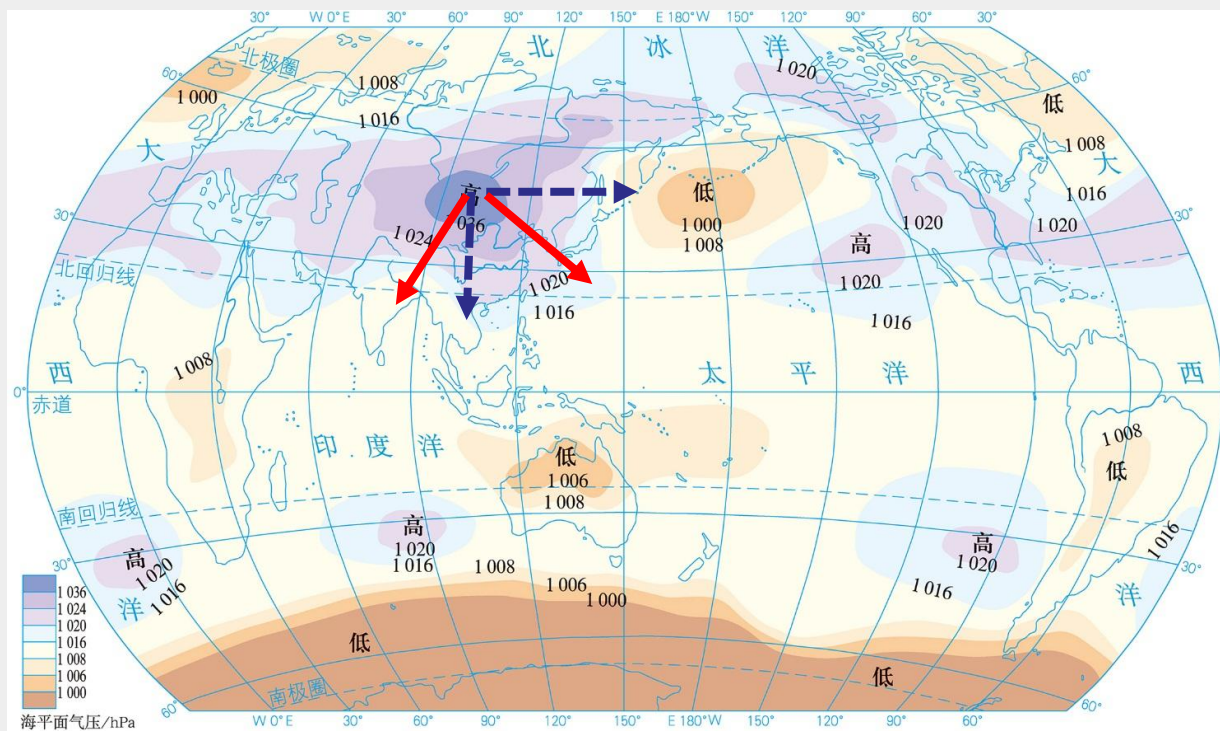 30° W 0° E 30° 60° 90° 120° 150° E 180° W 150° 120° 90° 60° 30°
北冰洋
60° 北极圈 1 008 1 020 60°
1 000 低
1 016 1 008
大 大
高 低 1 016
30° 1 036 1 000 1 020 1 020 30°
1 024 1 008 高
北回归线 1 020 1 020
1 016 1 016
1 008
西 太平洋 西
0° 0°
赤道
印度洋 1 008
低 低
1 006
南回归线 1 008
高 高 高 1 016
30° 1 020 1 020 1 020 30°
1 016 1 016 1 008 1 016
洋 1 006 洋
1 000
1 036
1 024
1 020
1 016
1 008
1 006
1 000
低 低
南极圈
60° 60°
海平面气压/hPa
W 0° E 30° 60° 90° 120° 150° E 180° W 150° 120° 90° 60°